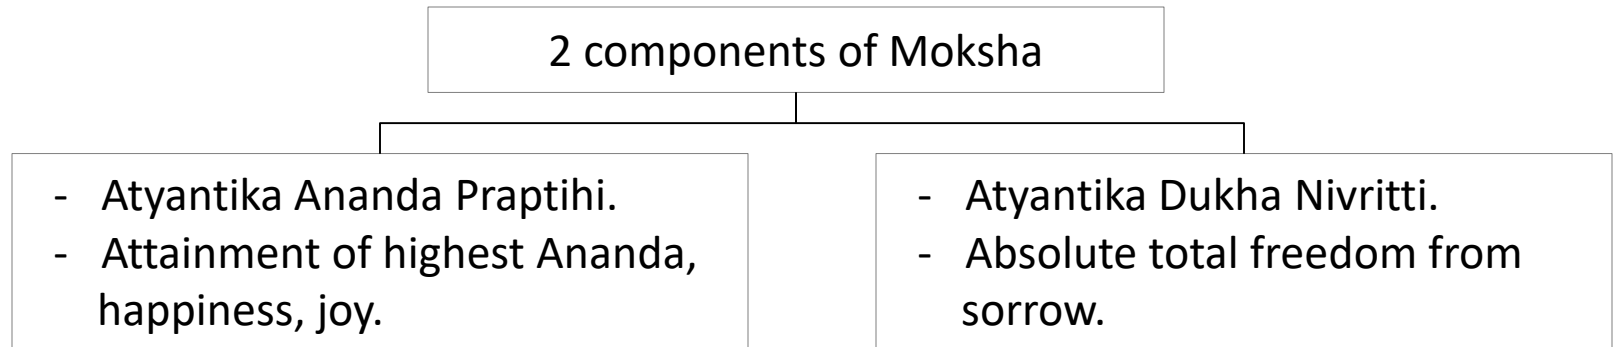 2 components of Moksha
- Atyantika Ananda Praptihi.
- Attainment of highest Ananda,
happiness, joy.
- Atyantika Dukha Nivritti.
- Absolute total freedom from
sorrow.